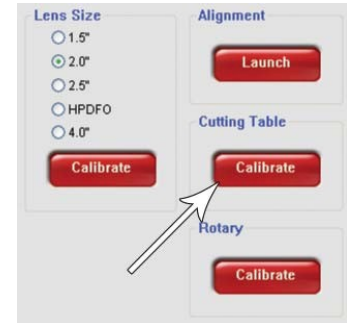 Lens Size
1.5"
2.0"
2.5"
HPDFO
4.0"
Calibrate
Alignment
Launch
Cutting Table
Calibrate
Rotary
Calibrate